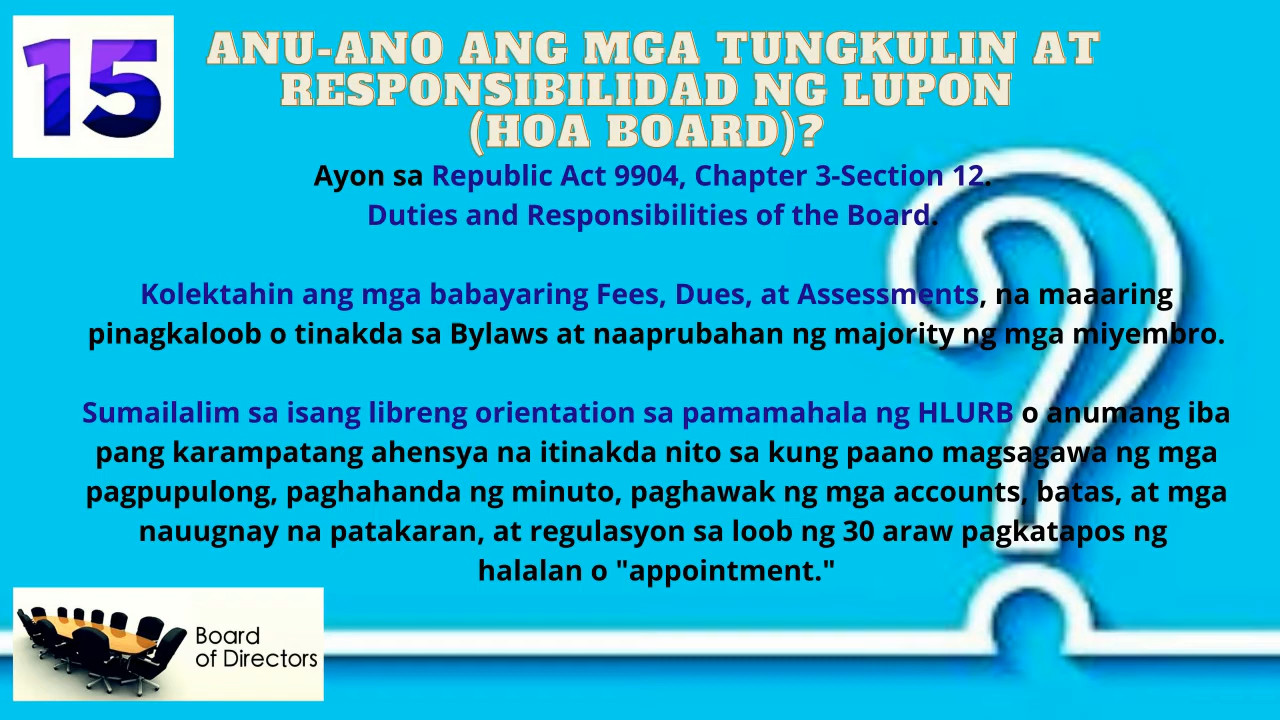 15
ANU-ANO ANG MGA TUNGKULIN AT
RESPONSIBILIDAD NG LUPON
(HOA BOARD)?
Ayon sa Republic Act 9904, Chapter 3-Section 12.
Duties and Responsibilities of the Board.
Kolektahin ang mga babayaring Fees, Dues, at Assessments, na maaaring
pinagkaloob o tinakda sa Bylaws at naaprubahan ng majority ng mga miyembro.
Sumailalim sa isang libreng orientation sa pamamahala ng HLURB o anumang iba
pang karampatang ahensya na itinakda nito sa kung paano magsagawa ng mga
pagpupulong, paghahanda ng minuto, paghawak ng mga accounts, batas, at mga
nauugnay na patakaran, at regulasyon sa loob ng 30 araw pagkatapos ng
halalan o "appointment."
Board
of Directors